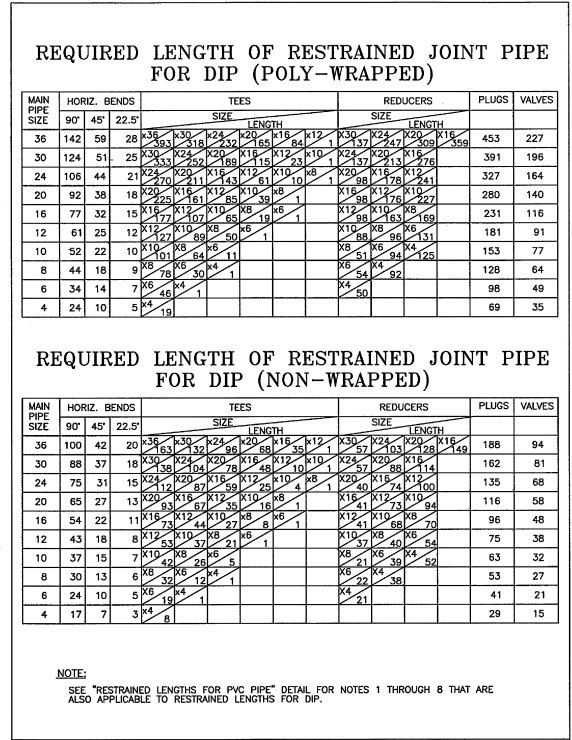 REQUIRED LENGTH OF RESTRAINED JOINT PIPE
FOR DIP (POLY-WRAPPED)
MAIN PIPE SIZE HORIZ. BENDS TEES REDUCERS PLUGS VALVES
90° 45° 22.5° SIZE LENGTH SIZE LENGTH
36 142 59 28 x36 393 x30 318 x24 232 x20 165 x16 84 x12 1 X30 137 X24 247 X20 309 X16 359 453 227
30 124 51 25 X30 333 X24 252 X20 189 X16 115 X12 23 X10 1 X24 137 X20 213 X16 276 391 196
24 106 44 21 X24 270 X20 211 X16 143 X12 61 X10 10 x8 1 X20 98 X16 178 X12 241 327 164
20 92 38 18 X20 225 X16 161 X12 85 X10 39 x8 1 X16 98 X12 176 X10 227 280 140
16 77 32 15 X16 177 X12 107 X10 65 X8 19 x6 1 X12 98 X10 163 X8 169 231 116
12 61 25 12 X12 127 X10 89 X8 50 x6 1 X10 88 X8 96 X6 131 181 91
10 52 22 10 X10 101 X8 64 X6 11 X8 51 X6 94 X4 125 153 77
8 44 18 9 X8 78 X6 30 x4 1 X6 54 X4 92 128 64
6 34 14 7 X6 46 x4 1 X4 50 98 49
4 24 10 5 x4 19 69 35
REQUIRED LENGTH OF RESTRAINED JOINT PIPE
FOR DIP (NON-WRAPPED)
MAIN PIPE SIZE HORIZ. BENDS TEES REDUCERS PLUGS VALVES
90° 45° 22.5° SIZE LENGTH SIZE LENGTH
36 100 42 20 x36 163 x30 132 x24 96 x20 68 x16 35 x12 1 X30 57 X24 103 X20 128 X16 149 188 94
30 88 37 18 X30 138 X24 104 X20 78 X16 48 X12 10 X10 1 X24 57 X20 88 X16 114 162 81
24 75 31 15 X24 112 X20 87 X16 59 X12 25 x10 4 x8 1 X20 40 X16 74 X12 100 135 68
20 65 27 13 X20 93 X16 67 X12 35 X10 16 x8 1 X16 41 X12 73 X10 94 116 58
16 54 22 11 X16 73 X12 44 X10 27 x8 8 x6 1 X12 41 X10 68 X8 70 96 48
12 43 18 8 X12 53 X10 37 X8 21 x6 1 X10 37 X8 40 X6 54 75 38
10 37 15 7 X10 42 X8 26 x6 5 X8 21 X6 39 X4 52 63 32
8 30 13 6 X8 32 X6 12 x4 1 X6 22 X4 38 53 27
6 24 10 5 X6 19 x4 1 X4 21 41 21
4 17 7 3 x4 8 29 15
NOTE:
SEE "RESTRAINED LENGTHS FOR PVC PIPE" DETAIL FOR NOTES 1 THROUGH 8 THAT ARE
ALSO APPLICABLE TO RESTRAINED LENGTHS FOR DIP.